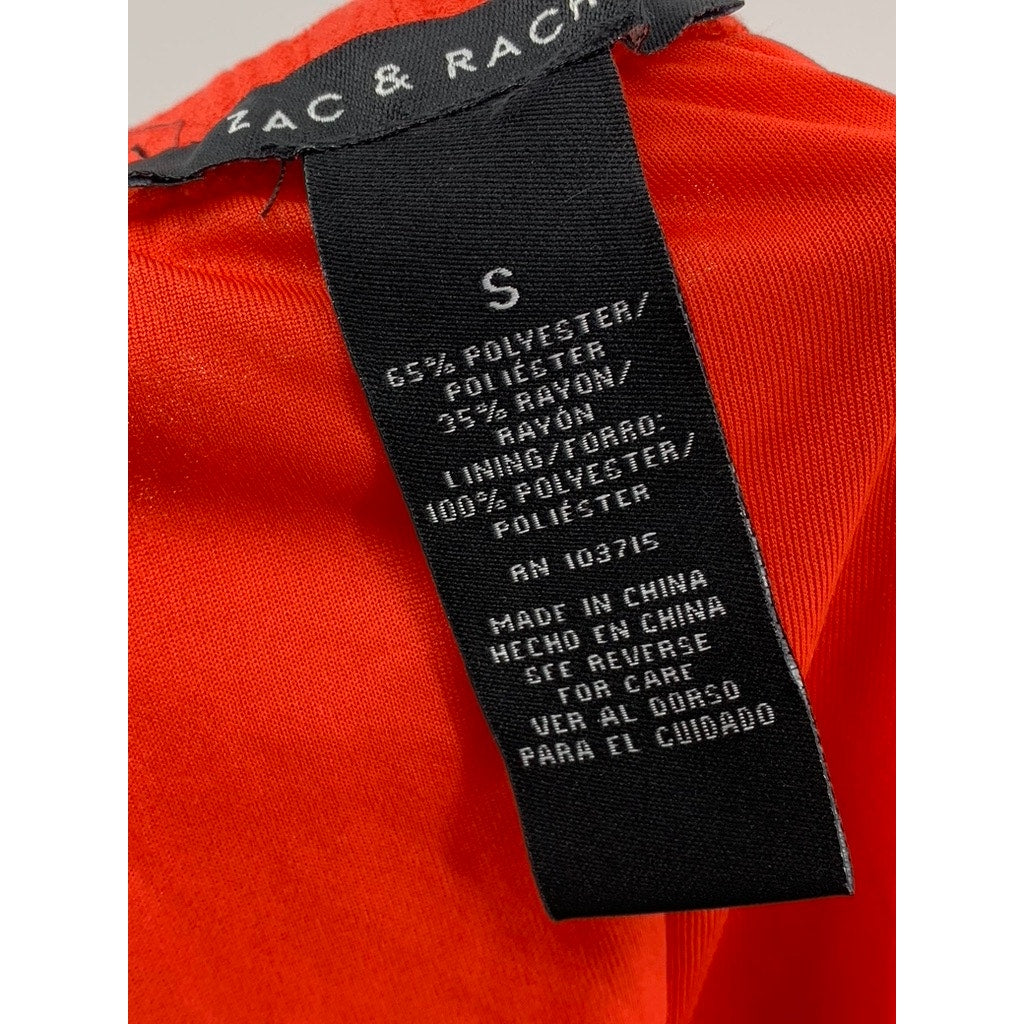 ZAC & RACH
S
65% POLYESTER/
POLIÉSTER
35% RAYON/
RAYÓN
LINING/FORRO:
100% POLYESTER/
POLIÉSTER
RN 103715
MADE IN CHINA
HECHO EN CHINA
SEE REVERSE
FOR CARE
VER AL DORSO
PARA EL CUIDADO